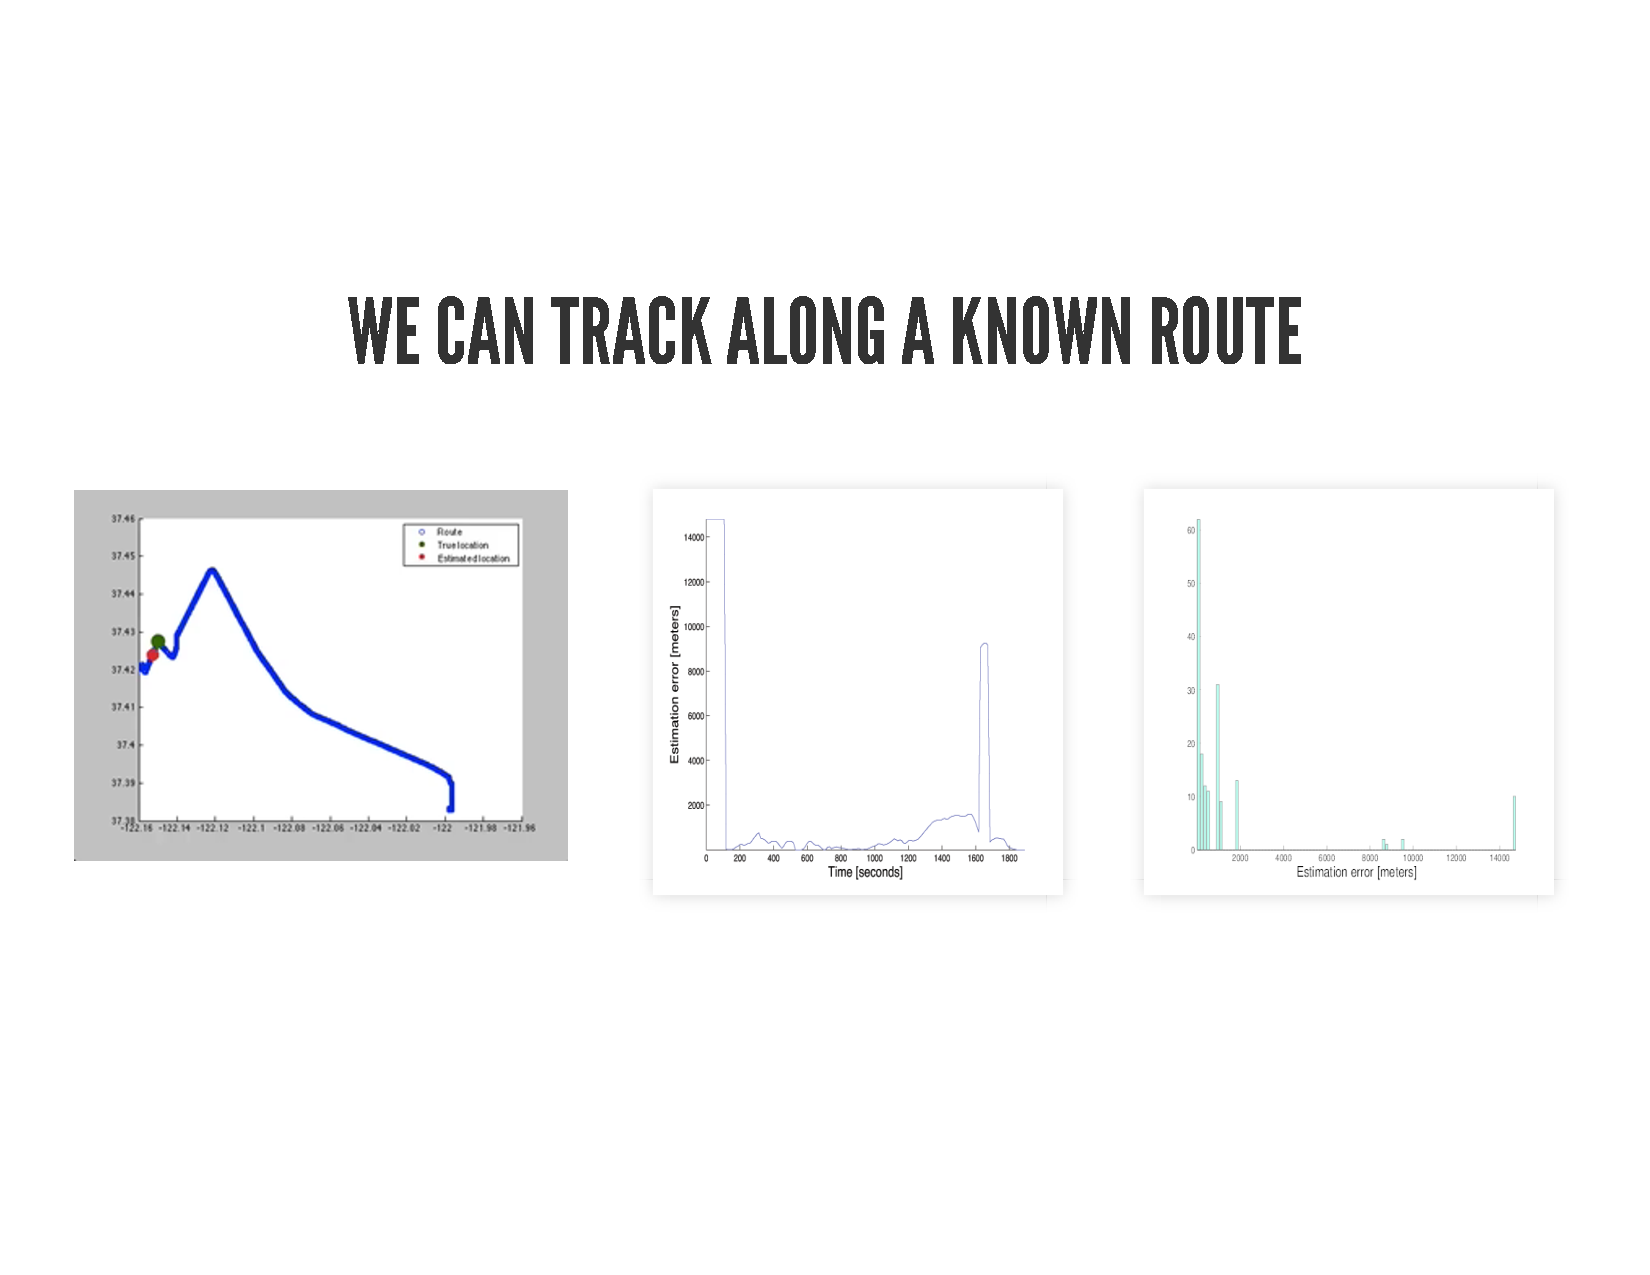 WE CAN TRACK ALONG A KNOWN ROUTE
37.46
37.45
37.44
37.43
37.42
37.41
37.4
37.39
37.38
-122.16 -122.14 -122.12 -122.1 -122.08 -122.06 -122.04 -122.02 -122 -121.98 -121.96
Route
True location
Estimated location
Estimation error [meters]
14000
12000
10000
8000
6000
4000
2000
0 200 400 600 800 1000 1200 1400 1600 1800
Time [seconds]
60
50
40
30
20
10
0
2000 4000 6000 8000 10000 12000 14000
Estimation error [meters]